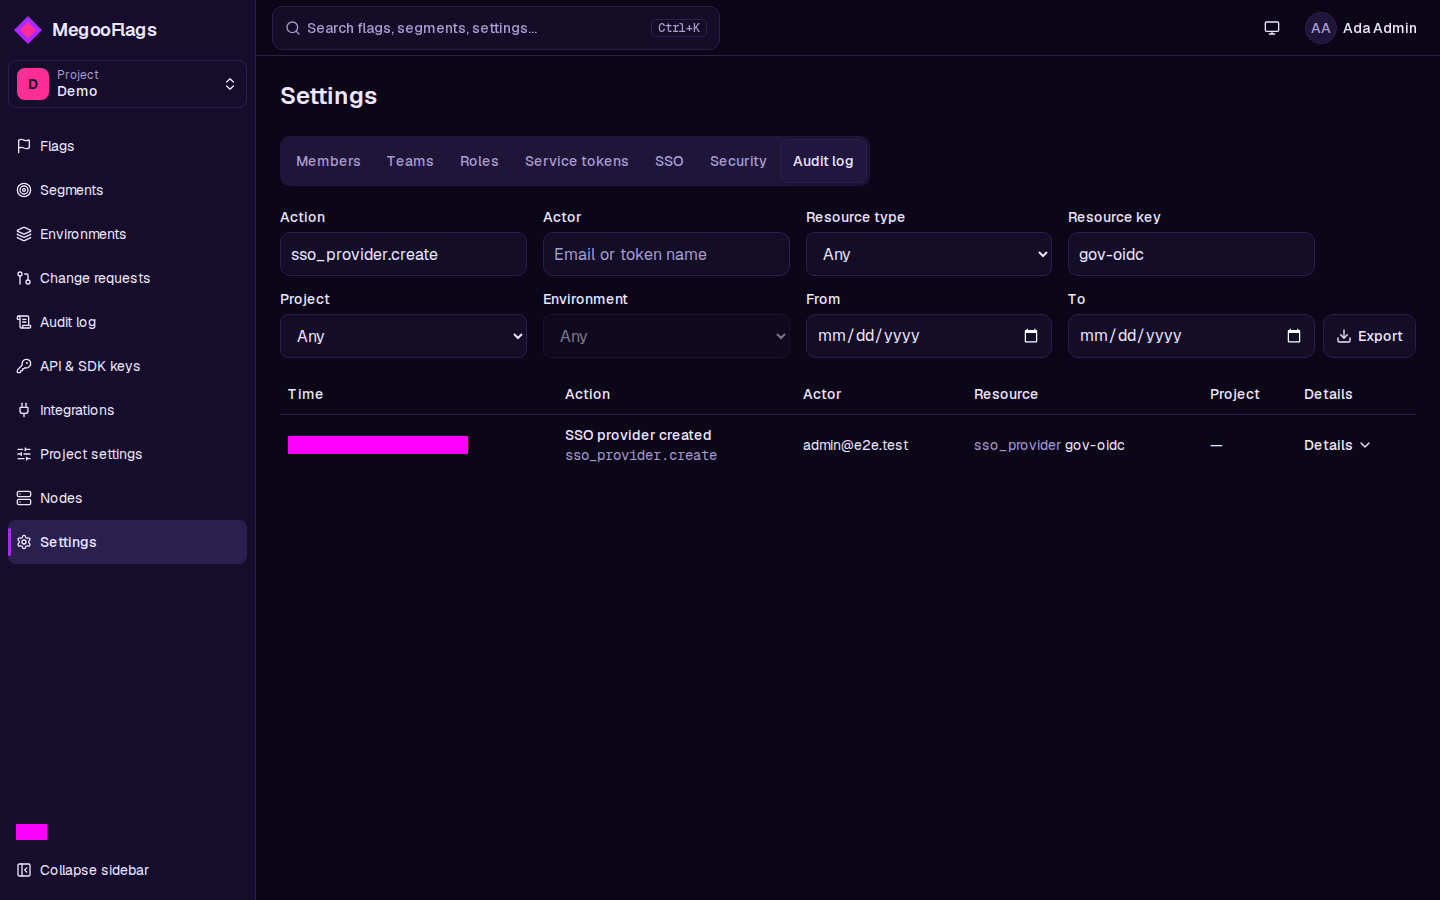 MegooFlags
Search flags, segments, settings...
Ctrl+K
AA
Ada Admin
D
Project
Demo
Flags
Segments
Environments
Change requests
Audit log
API & SDK keys
Integrations
Project settings
Nodes
Settings
Collapse sidebar
Settings
Members
Teams
Roles
Service tokens
SSO
Security
Audit log
Action
Actor
Resource type
Resource key
sso_provider.create
Email or token name
Any
gov-oidc
Project
Environment
From
To
Any
Any
mm/dd/yyyy
mm/dd/yyyy
Export
Time
Action
Actor
Resource
Project
Details
SSO provider created
sso_provider.create
admin@e2e.test
sso_provider gov-oidc
—
Details